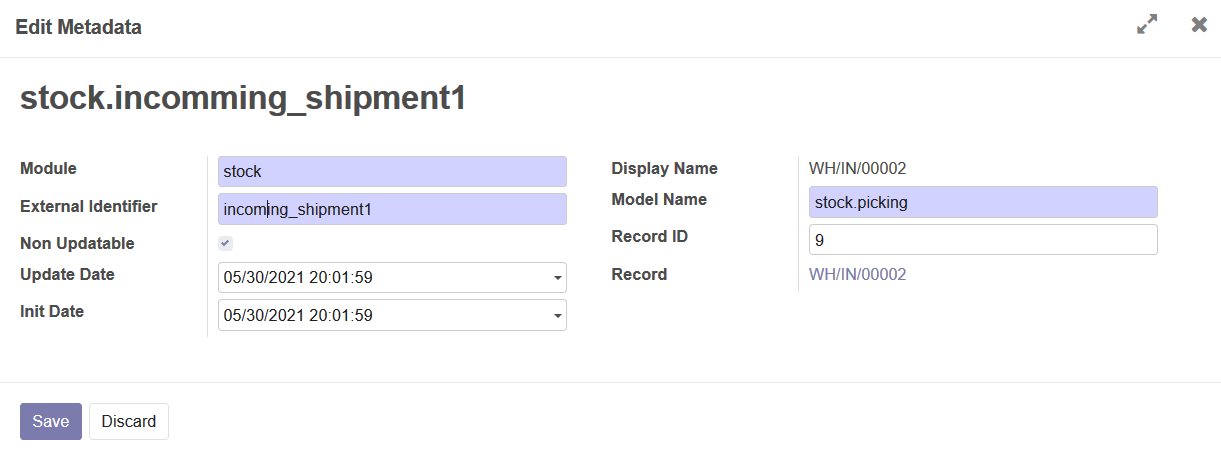 Edit Metadata
stock.incomming_shipment1
Module
stock
External Identifier
incoming_shipment1
Non Updatable
Update Date
05/30/2021 20:01:59
Init Date
05/30/2021 20:01:59
Display Name
WH/IN/00002
Model Name
stock.picking
Record ID
9
Record
WH/IN/00002
Save
Discard